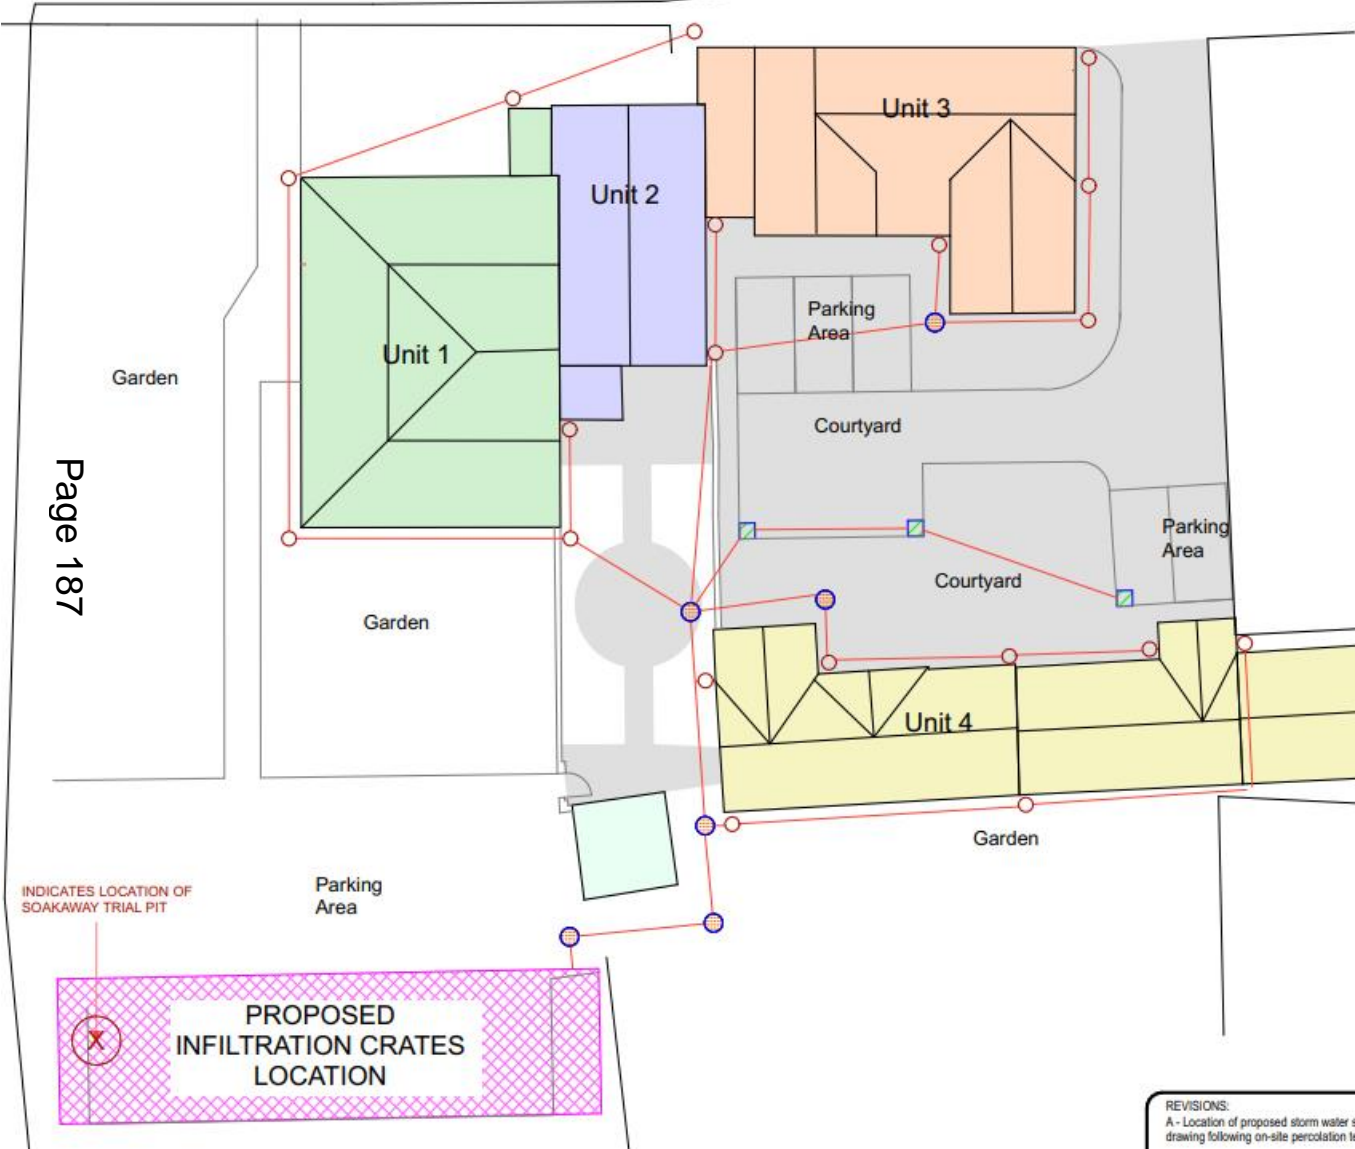 Unit 3
Unit 2
Parking
Area
Unit 1
Garden
Courtyard
Page 187
Parking
Area
Courtyard
Garden
Unit 4
Garden
INDICATES LOCATION OF
SOAKAWAY TRIAL PIT
Parking
Area
X
PROPOSED
INFILTRATION CRATES
LOCATION
REVISIONS:
A - Location of proposed storm water
drawing following on-site percolation